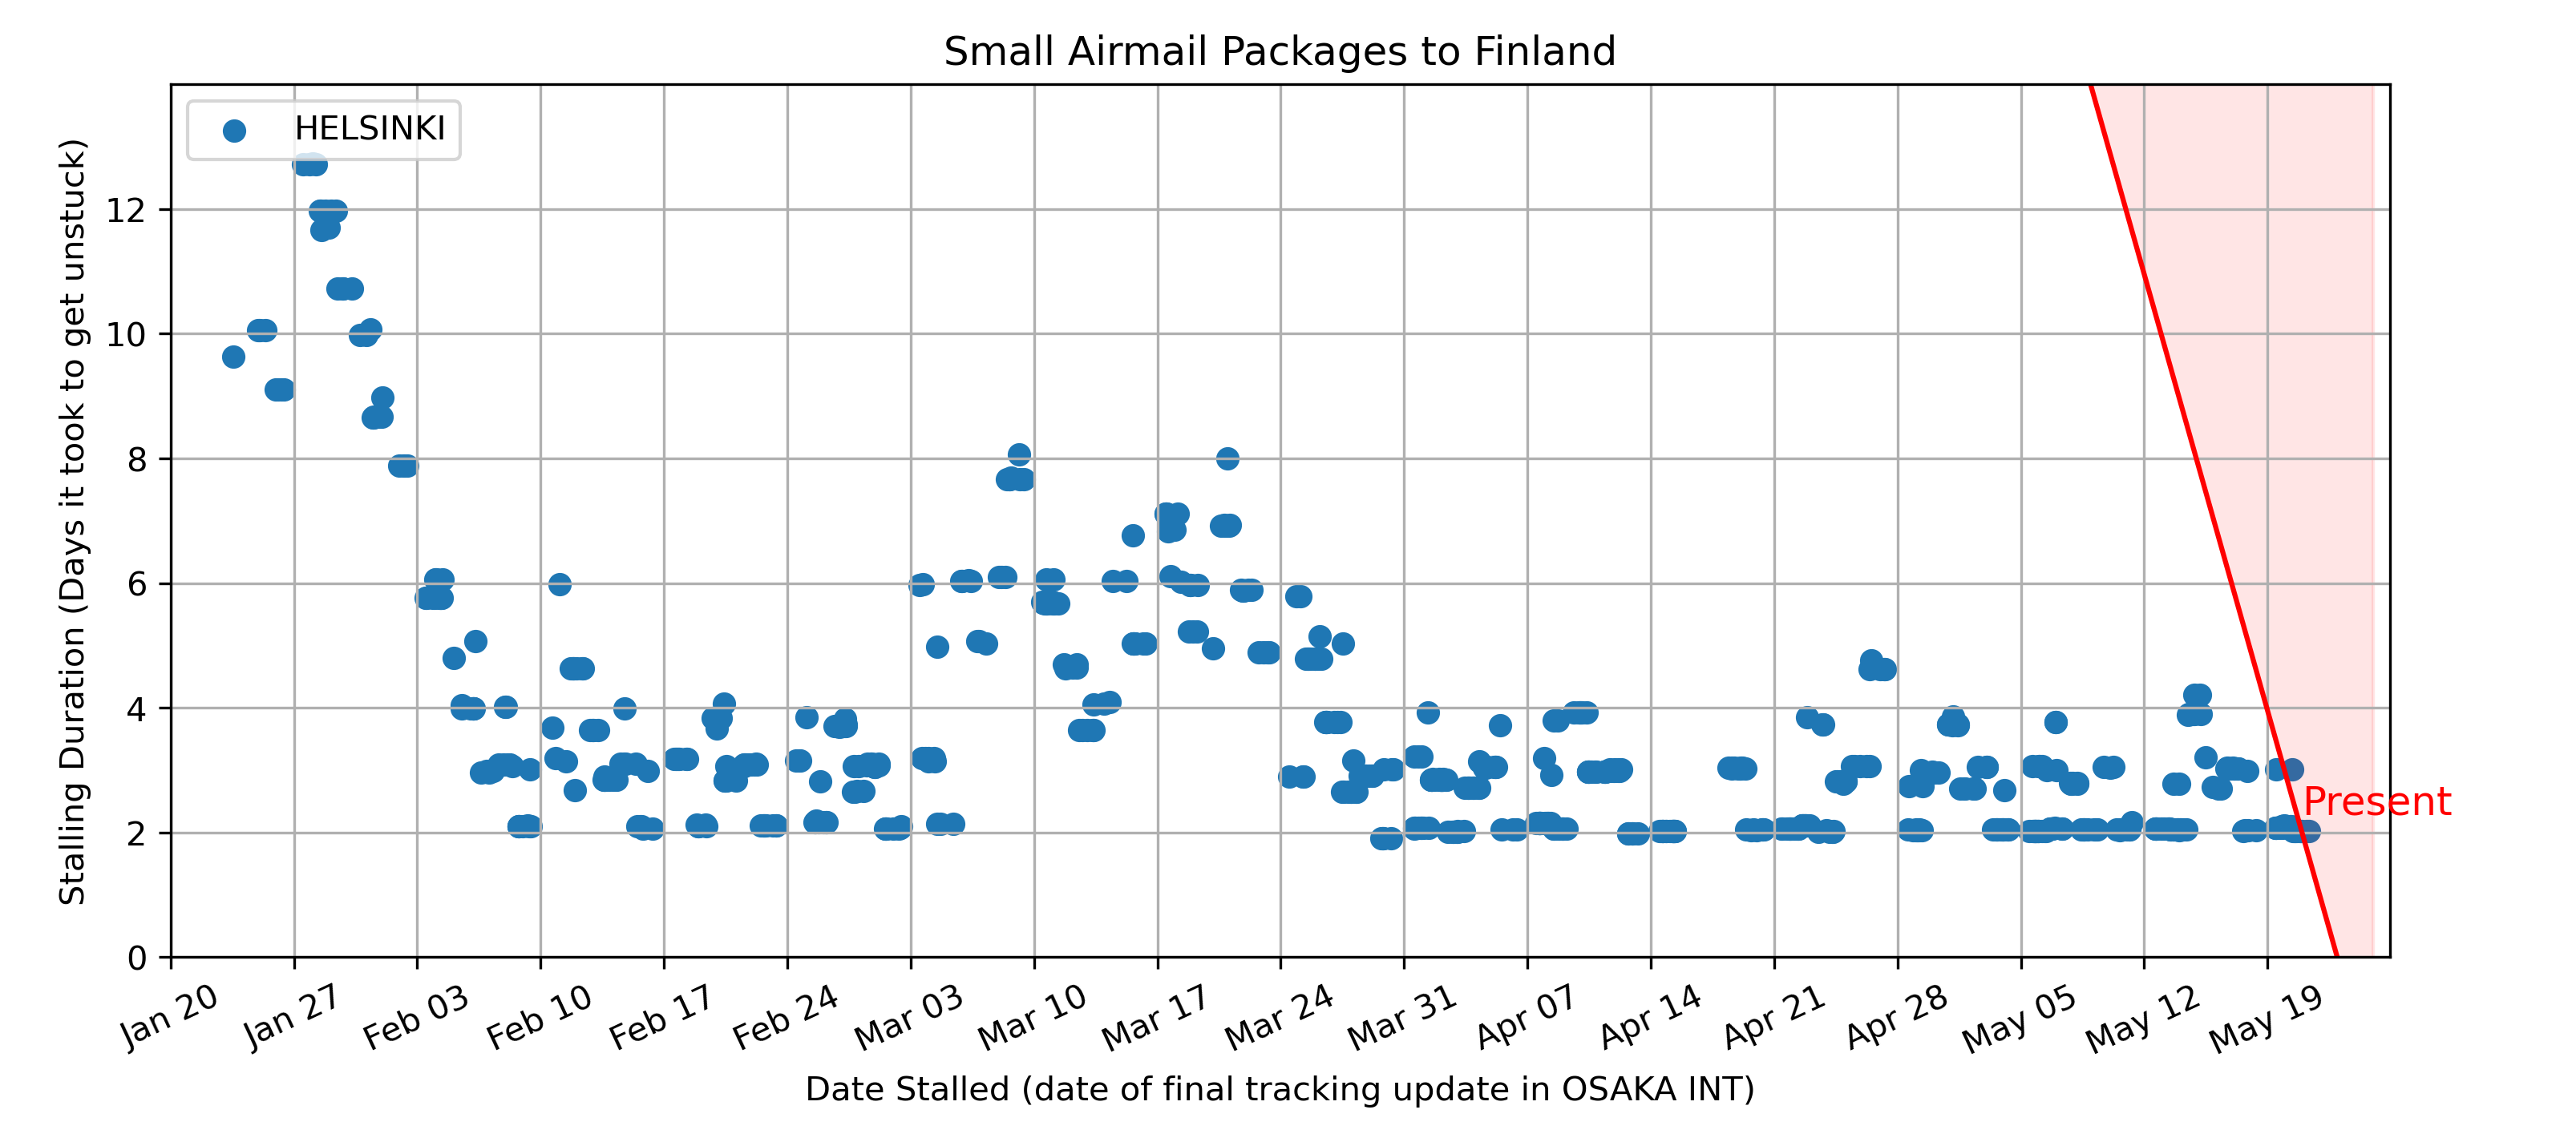 Small Airmail Packages to Finland
HELSINKI
Stalling Duration (Days it took to get unstuck)
12
10
8
6
4
2
0
Present
Jan 20
Jan 27
Feb 03
Feb 10
Feb 17
Feb 24
Mar 03
Mar 10
Mar 17
Mar 24
Mar 31
Apr 07
Apr 14
Apr 21
Apr 28
May 05
May 12
May 19
Date Stalled (date of final tracking update in OSAKA INT)